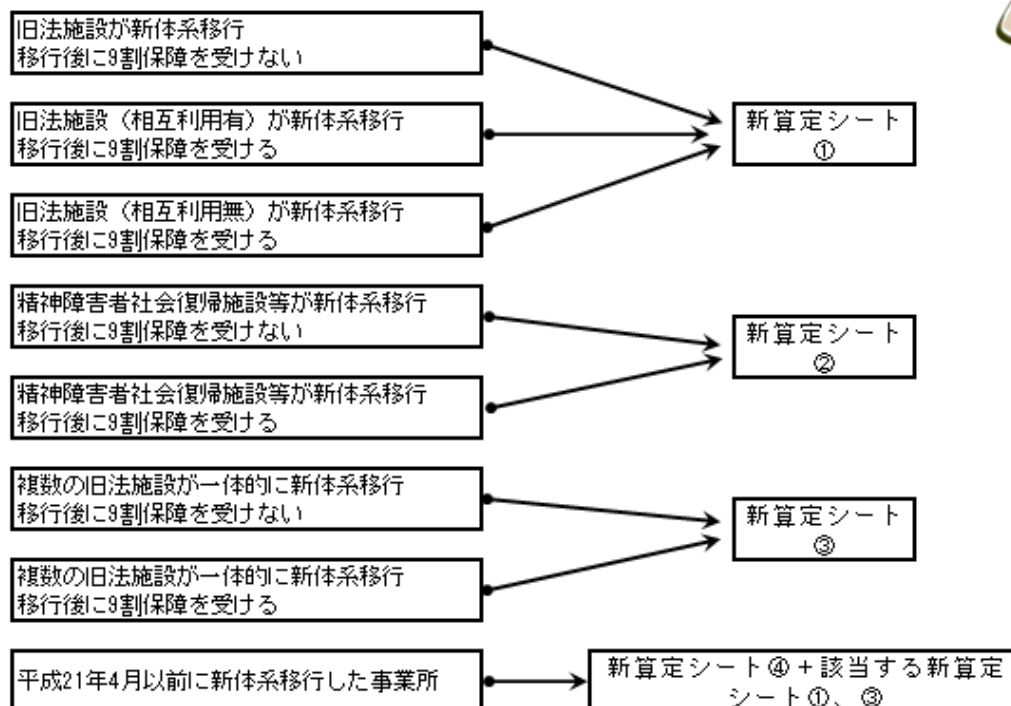 旧法施設が新体系移行
移行後に9割保障を受けない
旧法施設（相互利用有）が新体系移行
移行後に9割保障を受ける
旧法施設（相互利用無）が新体系移行
移行後に9割保障を受ける
新算定シート
①
精神障害者社会復帰施設等が新体系移行
移行後に9割保障を受けない
精神障害者社会復帰施設等が新体系移行
移行後に9割保障を受ける
新算定シート
②
複数の旧法施設が一体的に新体系移行
移行後に9割保障を受けない
複数の旧法施設が一体的に新体系移行
移行後に9割保障を受ける
新算定シート
③
平成21年4月以前に新体系移行した事業所
新算定シート④＋該当する新算定
シート①、③